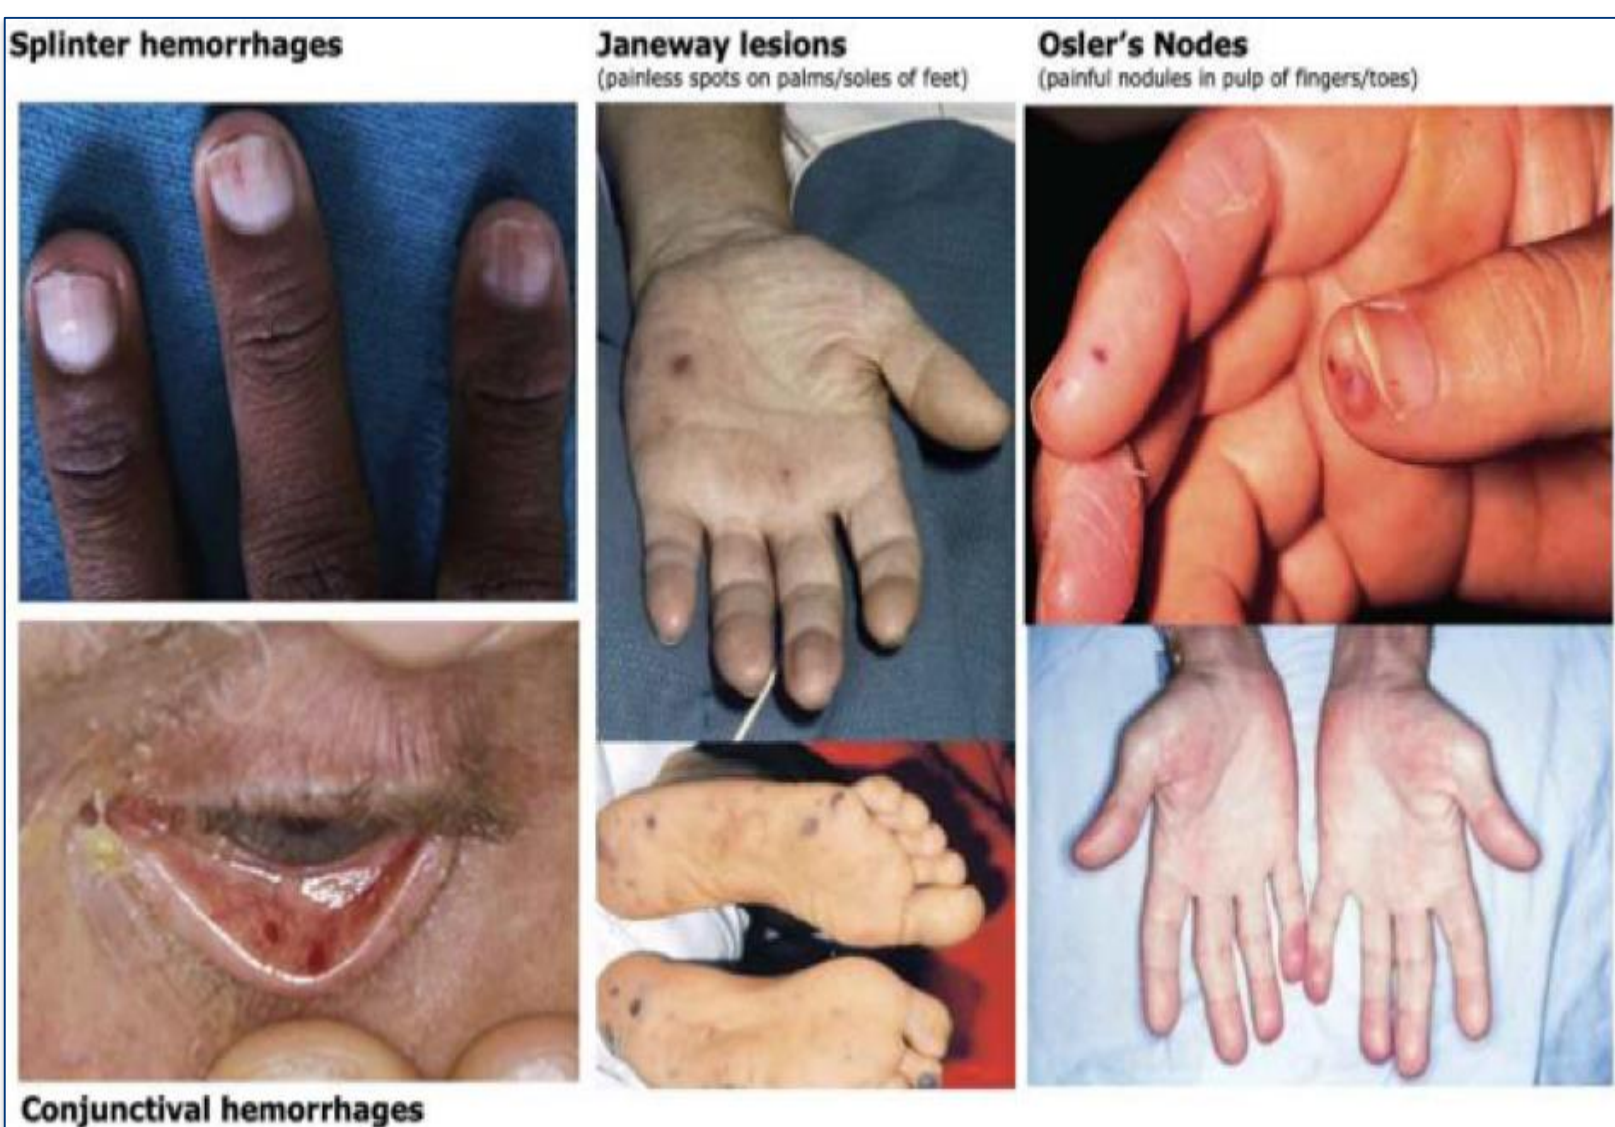 Splinter hemorrhages
Janeway lesions
(painless spots on palms/soles of feet)
Osler's Nodes
(painful nodules in pulp of fingers/toes)
Conjunctival hemorrhages